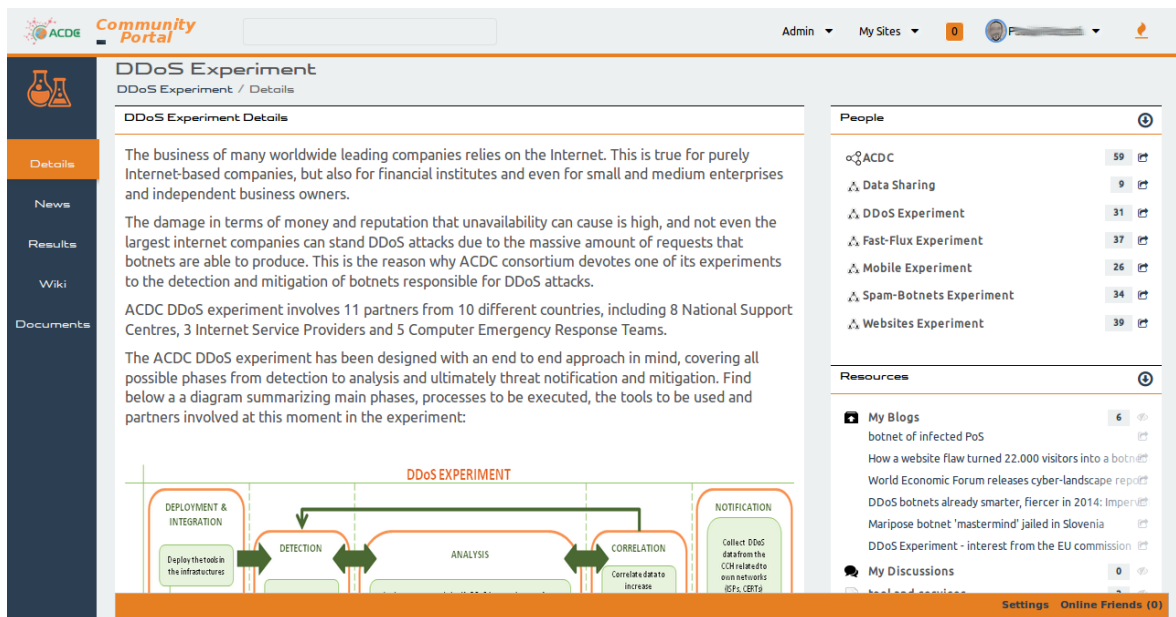 ACDC
Community
Portal
Admin
My Sites
0
P
DDoS Experiment
DDoS Experiment / Details
Details
News
Results
Wiki
Documents
DDoS Experiment Details
The business of many worldwide leading companies relies on the Internet. This is true for purely
Internet-based companies, but also for financial institutes and even for small and medium enterprises
and independent business owners.
The damage in terms of money and reputation that unavailability can cause is high, and not even the
largest internet companies can stand DDoS attacks due to the massive amount of requests that
botnets are able to produce. This is the reason why ACDC consortium devotes one of its experiments
to the detection and mitigation of botnets responsible for DDoS attacks.
ACDC DDoS experiment involves 11 partners from 10 different countries, including 8 National Support
Centres, 3 Internet Service Providers and 5 Computer Emergency Response Teams.
The ACDC DDoS experiment has been designed with an end to end approach in mind, covering all
possible phases from detection to analysis and ultimately threat notification and mitigation. Find
below a a diagram summarizing main phases, processes to be executed, the tools to be used and
partners involved at this moment in the experiment:
DDoS EXPERIMENT
DEPLOYMENT &
INTEGRATION
Deploy the tools in
the infrastuctures
DETECTION
ANALYSIS
CORRELATION
Correlate data to
increase
NOTIFICATION
Collect DDoS
data from the
CCH related to
own networks
(ISPs, CERTs)
People
ACDC 59
Data Sharing 9
DDoS Experiment 31
Fast-Flux Experiment 37
Mobile Experiment 26
Spam-Botnets Experiment 34
Websites Experiment 39
Resources
My Blogs 6
botnet of infected PoS
How a website flaw turned 22.000 visitors into a botn
World Economic Forum releases cyber-landscape repo
DDoS botnets already smarter, fiercer in 2014: Imperv
Maripose botnet 'mastermind' jailed in Slovenia
DDoS Experiment - interest from the EU commission
My Discussions 0
Settings Online Friends (0)